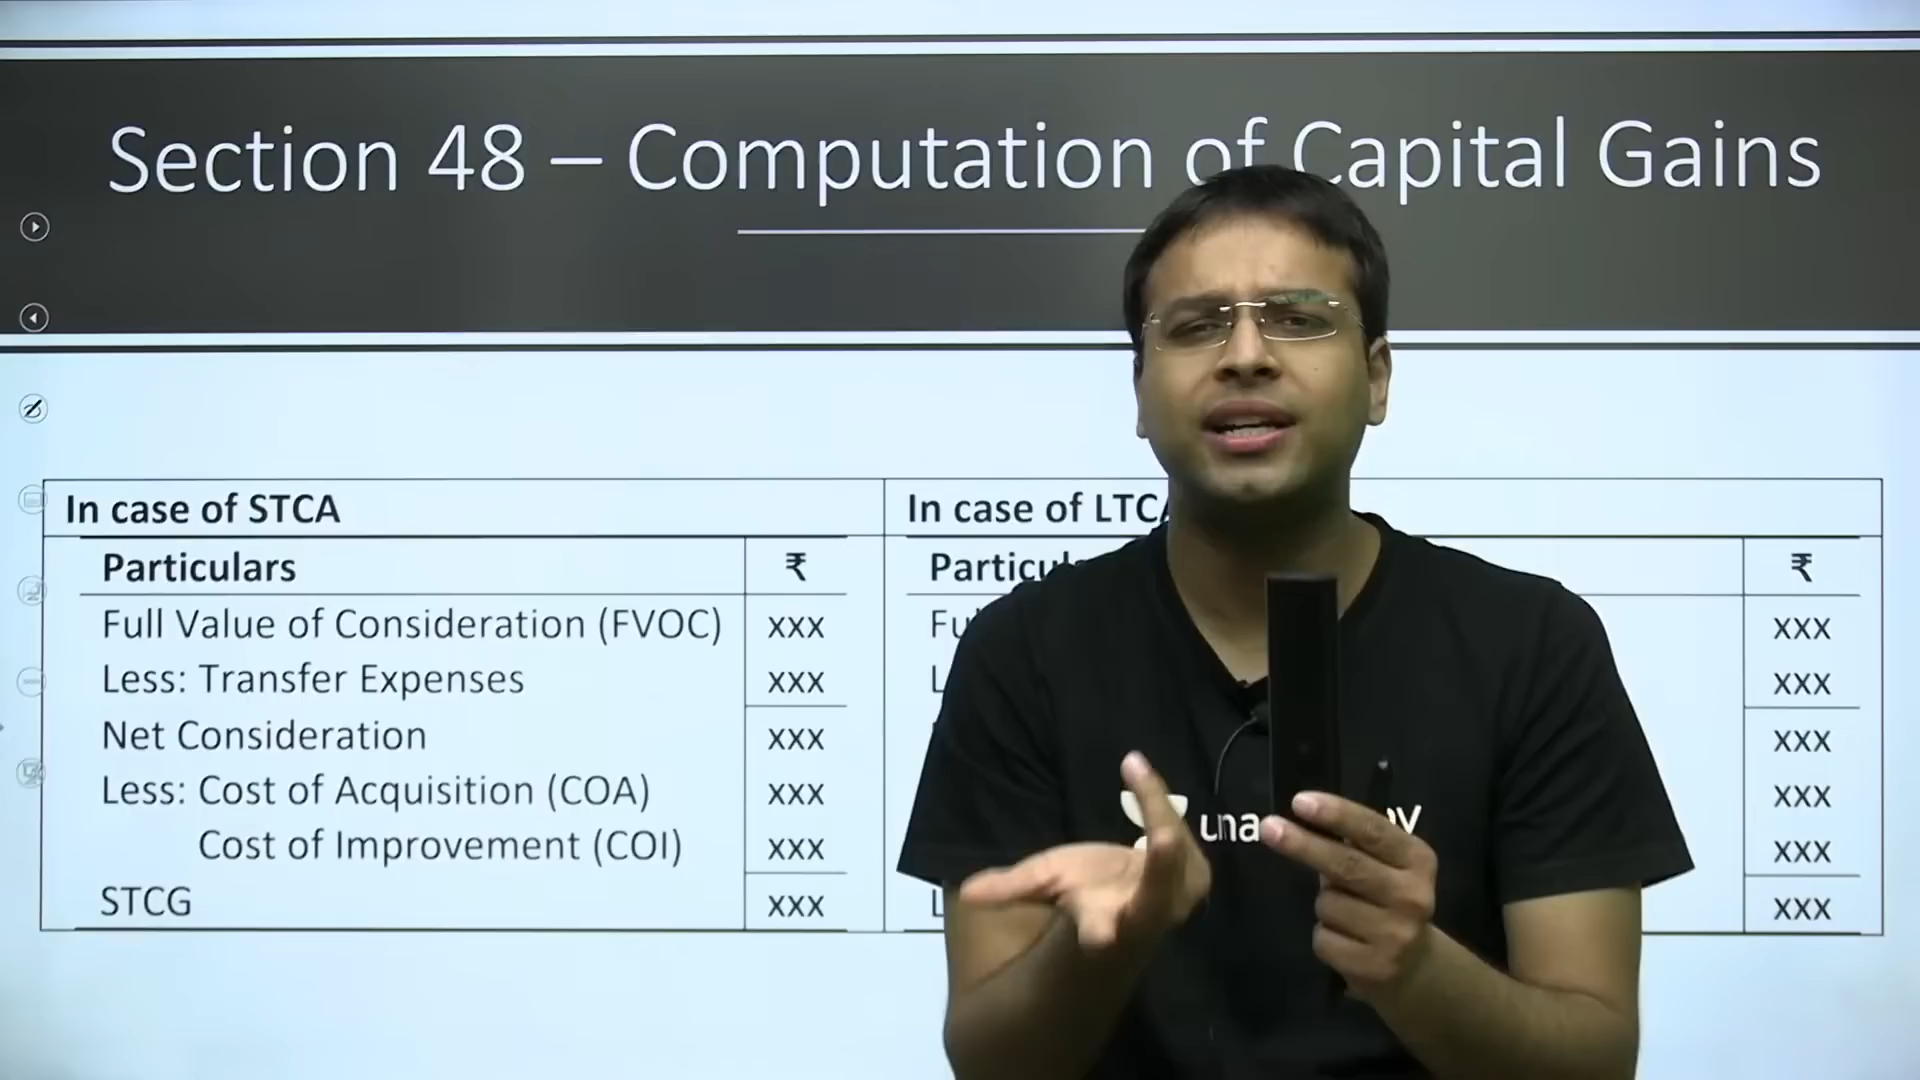 Section 48 – Computation of Capital Gains
In case of STCA
Particulars ₹
Full Value of Consideration (FVOC) xxx
Less: Transfer Expenses xxx
Net Consideration xxx
Less: Cost of Acquisition (COA) xxx
Cost of Improvement (COI) xxx
STCG xxx
In case of LTCA
₹
xxx
xxx
xxx
xxx
xxx
xxx